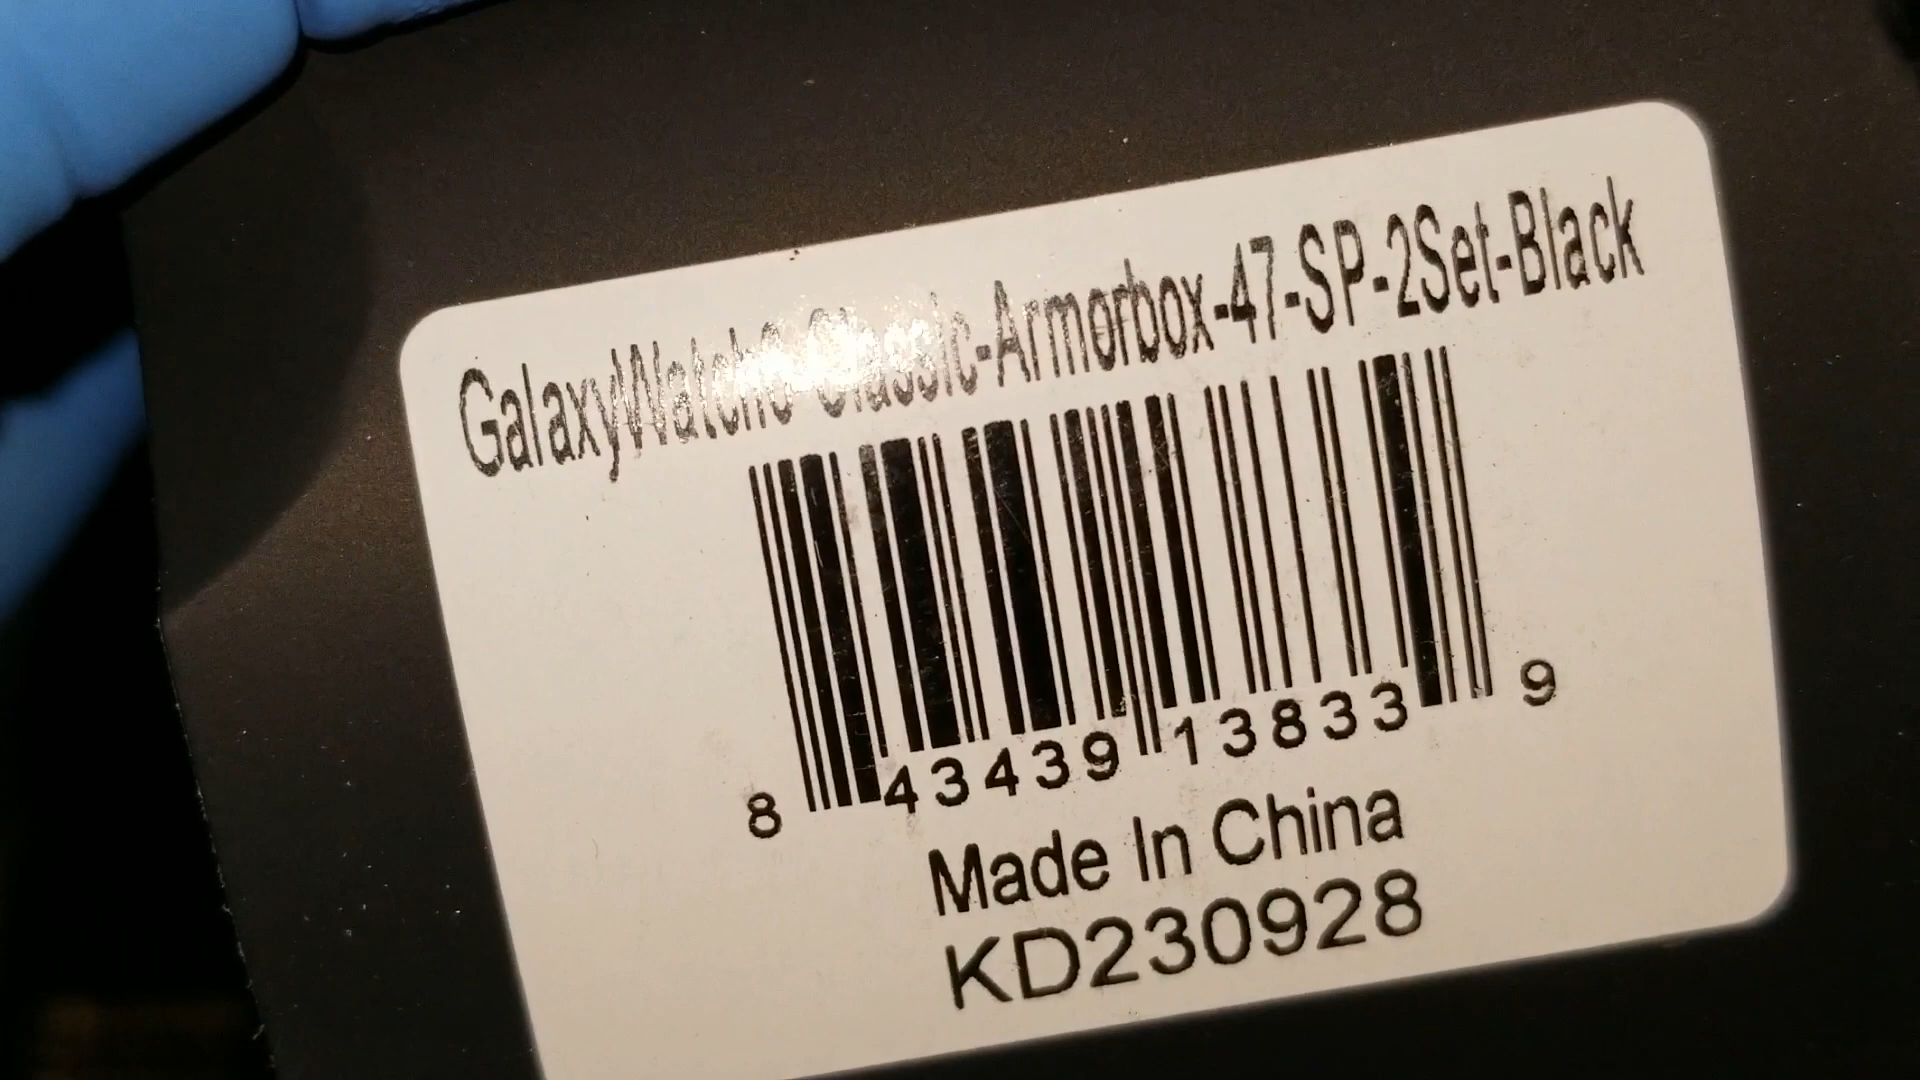 GalaxyWatch6-Classic-Armorbox-47-SP-2Set-Black
8 43439 13833 9
Made In China
KD230928